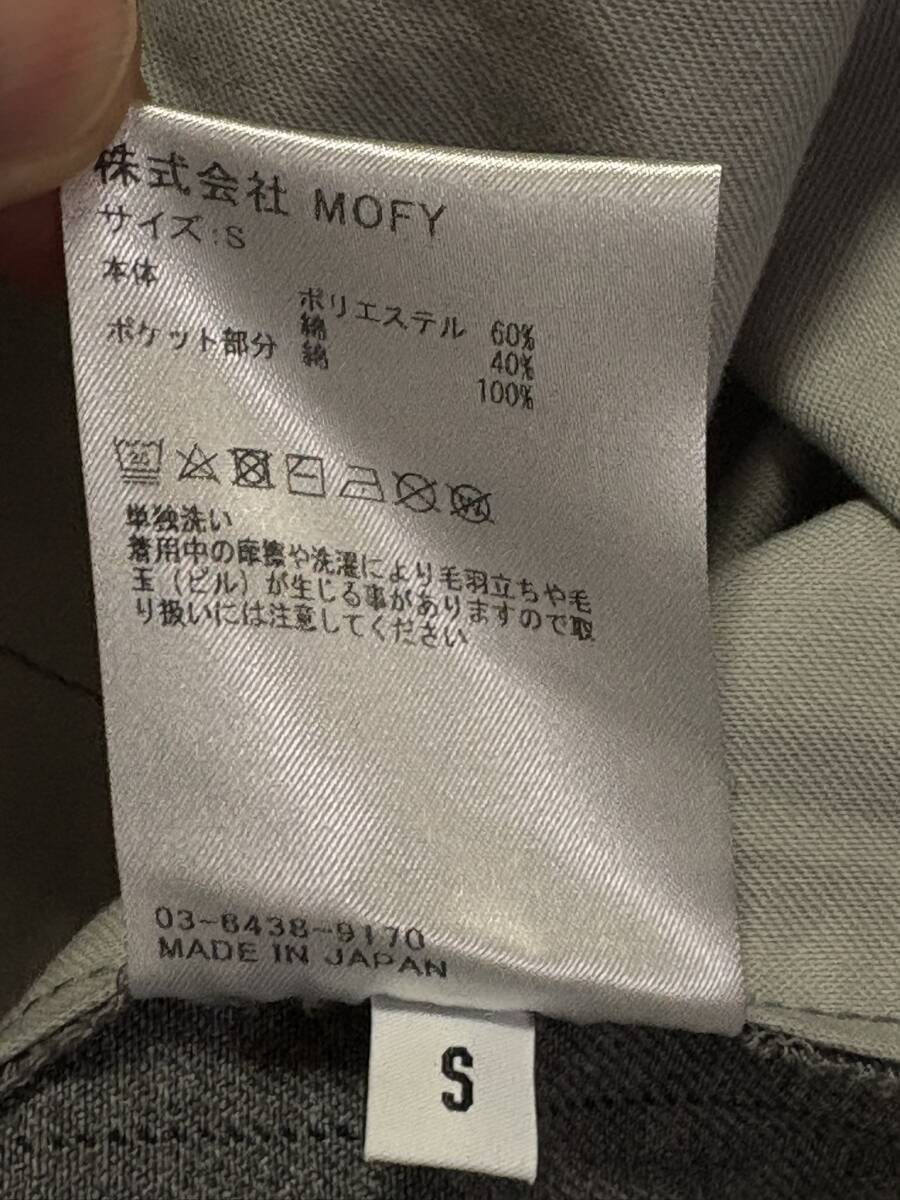 株式会社 MOFY
サイズ:S
本体
ポリエステル 60%
綿 40%
ポケット部分 綿 100%
単独洗い
着用中の摩擦や洗濯により毛羽立ちや毛
玉(ピル)が生じる事がありますので取
り扱いには注意してください
03-6438-9170
MADE IN JAPAN
S